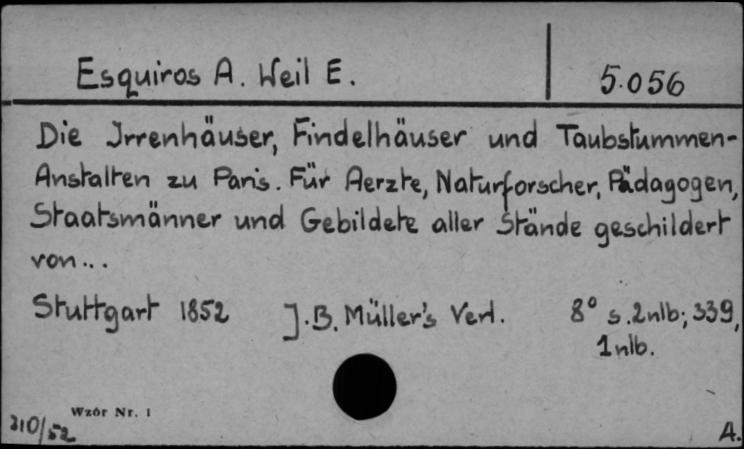 Esquiros A. Weil E.
5.056
Die Irrenhäuser, Findelhäuser und Taubstummen-
Anstalten zu Paris. Für Aerzte, Naturforscher, Pädagogen,
Staatsmänner und Gebildete aller Stände geschildert
von...
Stuttgart 1852 J.B. Müller's Verl. 8° s. 2nlb; 339,
1nlb.
Wzór Nr. 1
210/52
A.